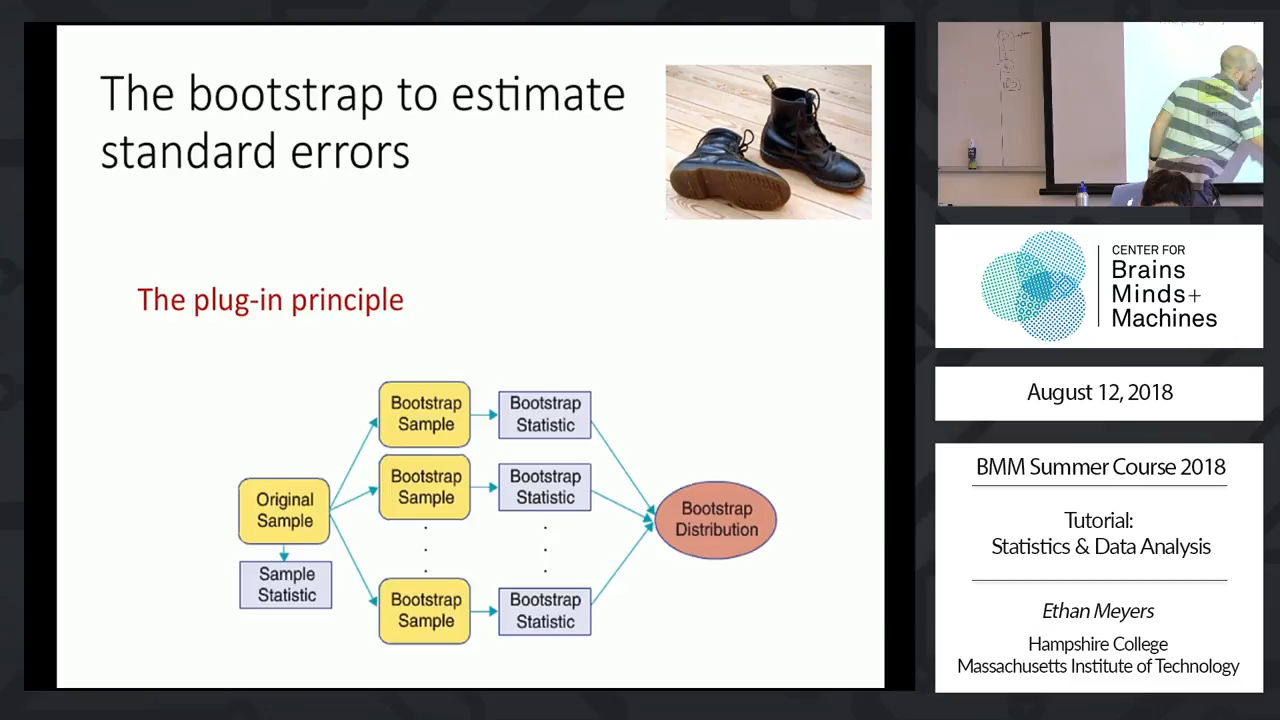 The bootstrap to estimate
standard errors
The plug-in principle
Original
Sample
Sample
Statistic
Bootstrap
Sample
Bootstrap
Statistic
Bootstrap
Sample
Bootstrap
Statistic
Bootstrap
Sample
Bootstrap
Statistic
Bootstrap
Distribution
CENTER FOR
Brains
Minds+
Machines
August 12, 2018
BMM Summer Course 2018
Tutorial:
Statistics & Data Analysis
Ethan Meyers
Hampshire College
Massachusetts Institute of Technology